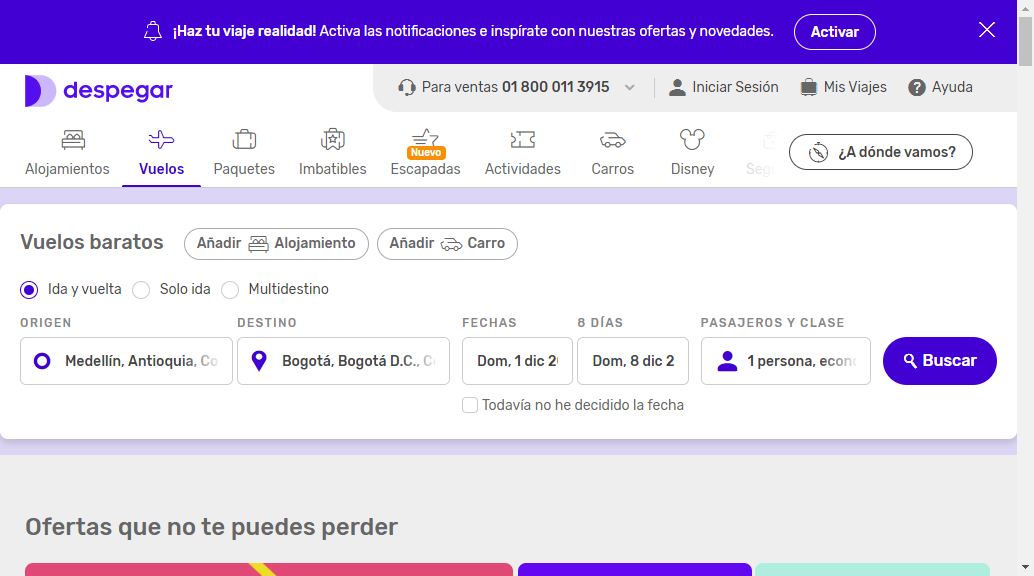 ¡Haz tu viaje realidad! Activa las notificaciones e inspírate con nuestras ofertas y novedades. Activar
despegar
Para ventas 01 800 011 3915 Iniciar Sesión Mis Viajes Ayuda
Nuevo
Alojamientos Vuelos Paquetes Imbatibles Escapadas Actividades Carros Disney Seg
¿A dónde vamos?
Vuelos baratos Añadir Alojamiento Añadir Carro
Ida y vuelta Solo ida Multidestino
ORIGEN DESTINO FECHAS 8 DÍAS PASAJEROS Y CLASE
Medellín, Antioquia, Co Bogotá, Bogotá D.C., C Dom, 1 dic 2 Dom, 8 dic 2 1 persona, econ Buscar
Todavía no he decidido la fecha
Ofertas que no te puedes perder